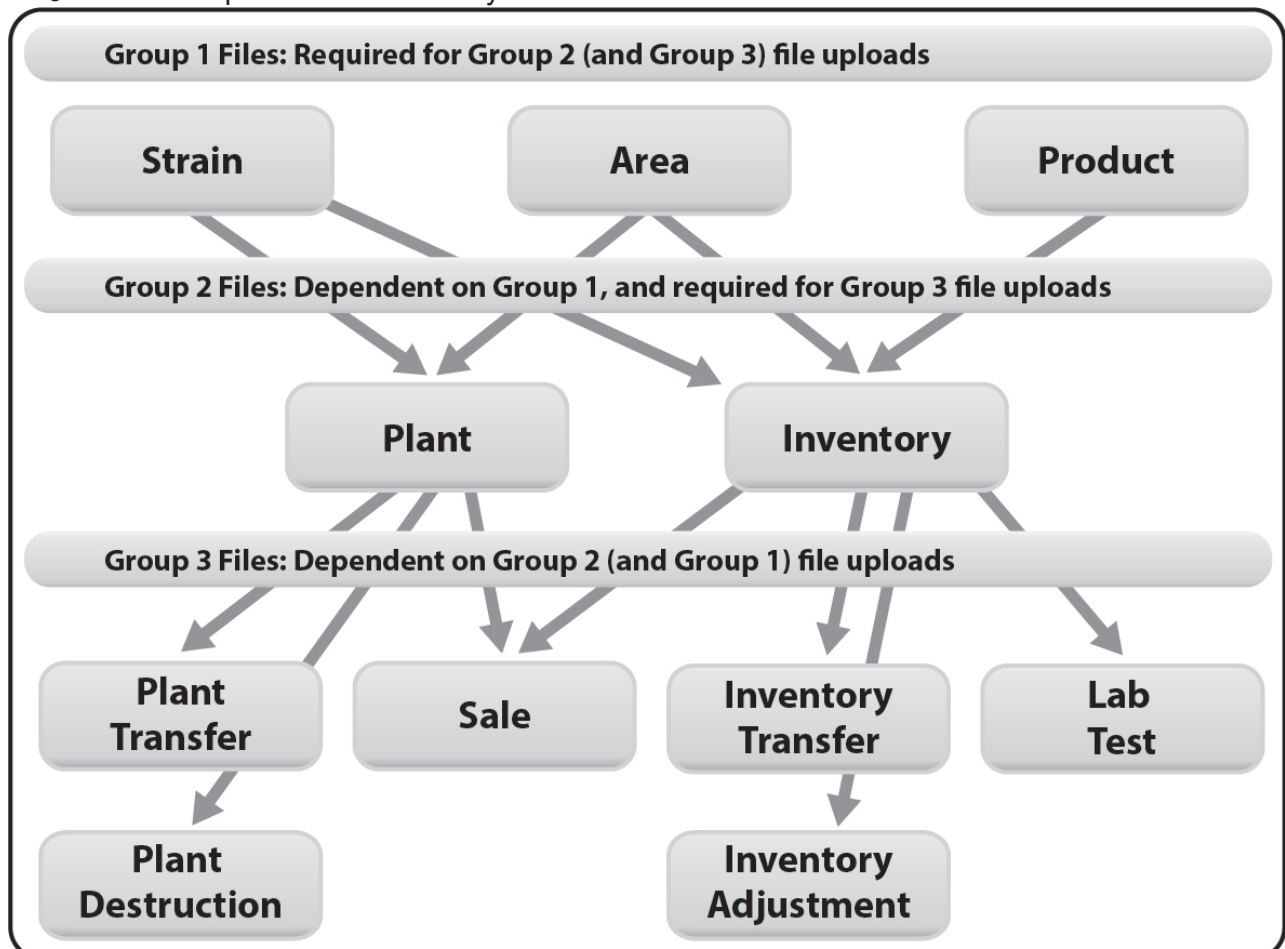 Group 1 Files: Required for Group 2 (and Group 3) file uploads
Strain
Area
Product
Group 2 Files: Dependent on Group 1, and required for Group 3 file uploads
Plant
Inventory
Group 3 Files: Dependent on Group 2 (and Group 1) file uploads
Plant
Transfer
Sale
Inventory
Transfer
Lab
Test
Plant
Destruction
Inventory
Adjustment